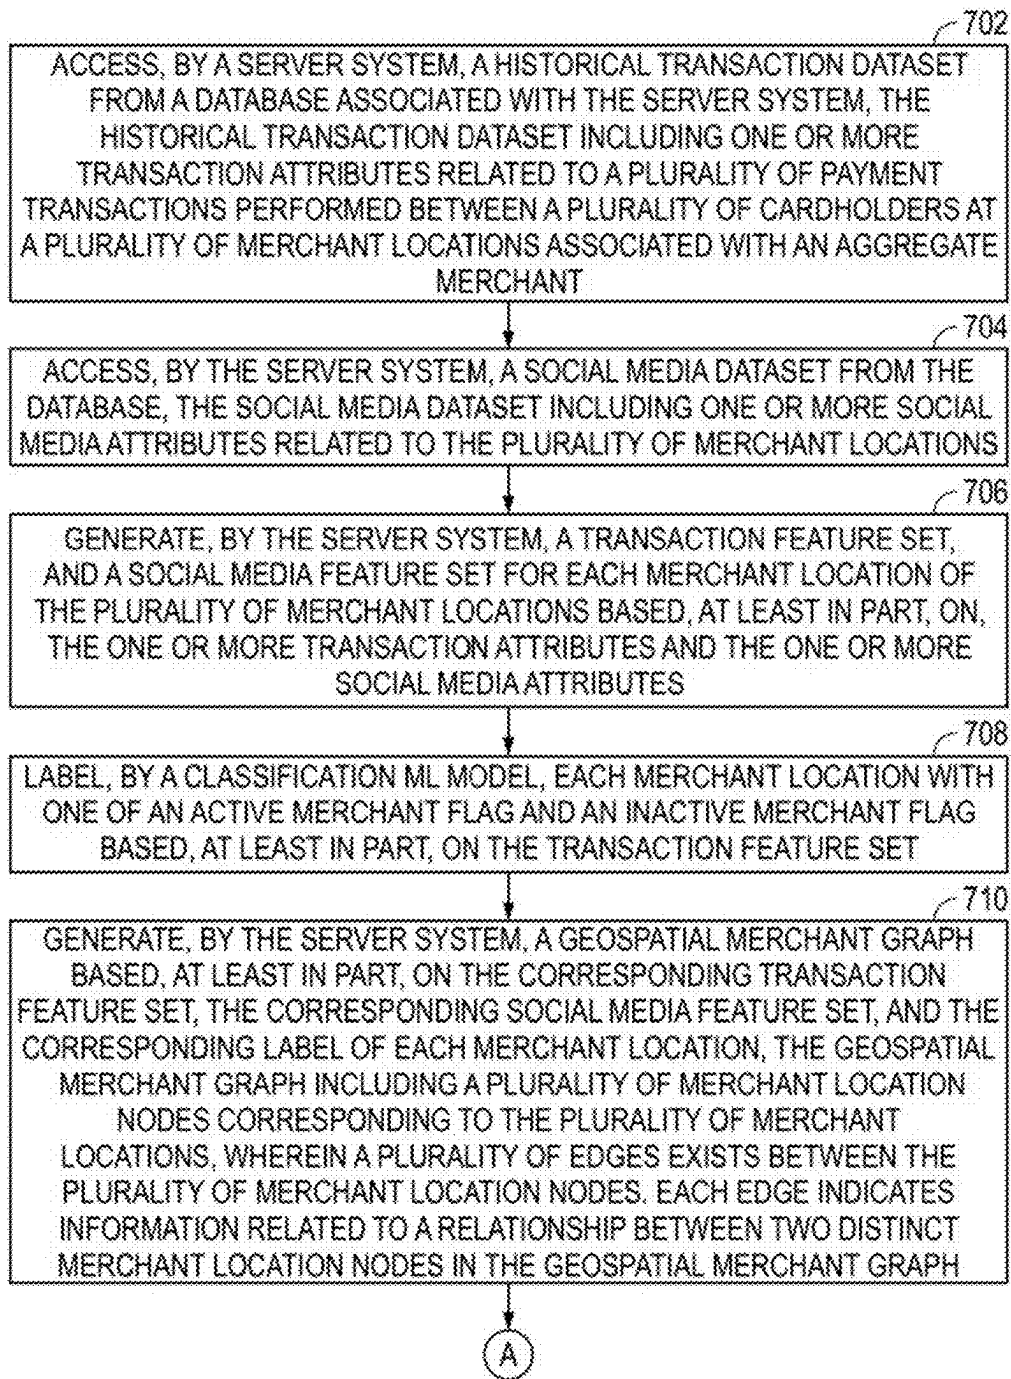 702
ACCESS, BY A SERVER SYSTEM, A HISTORICAL TRANSACTION DATASET
FROM A DATABASE ASSOCIATED WITH THE SERVER SYSTEM, THE
HISTORICAL TRANSACTION DATASET INCLUDING ONE OR MORE
TRANSACTION ATTRIBUTES RELATED TO A PLURALITY OF PAYMENT
TRANSACTIONS PERFORMED BETWEEN A PLURALITY OF CARDHOLDERS AT
A PLURALITY OF MERCHANT LOCATIONS ASSOCIATED WITH AN AGGREGATE
MERCHANT
704
ACCESS, BY THE SERVER SYSTEM, A SOCIAL MEDIA DATASET FROM THE
DATABASE, THE SOCIAL MEDIA DATASET INCLUDING ONE OR MORE SOCIAL
MEDIA ATTRIBUTES RELATED TO THE PLURALITY OF MERCHANT LOCATIONS
706
GENERATE, BY THE SERVER SYSTEM, A TRANSACTION FEATURE SET,
AND A SOCIAL MEDIA FEATURE SET FOR EACH MERCHANT LOCATION OF
THE PLURALITY OF MERCHANT LOCATIONS BASED, AT LEAST IN PART, ON,
THE ONE OR MORE TRANSACTION ATTRIBUTES AND THE ONE OR MORE
SOCIAL MEDIA ATTRIBUTES
708
LABEL, BY A CLASSIFICATION ML MODEL, EACH MERCHANT LOCATION WITH
ONE OF AN ACTIVE MERCHANT FLAG AND AN INACTIVE MERCHANT FLAG
BASED, AT LEAST IN PART, ON THE TRANSACTION FEATURE SET
710
GENERATE, BY THE SERVER SYSTEM, A GEOSPATIAL MERCHANT GRAPH
BASED, AT LEAST IN PART, ON THE CORRESPONDING TRANSACTION
FEATURE SET, THE CORRESPONDING SOCIAL MEDIA FEATURE SET, AND THE
CORRESPONDING LABEL OF EACH MERCHANT LOCATION, THE GEOSPATIAL
MERCHANT GRAPH INCLUDING A PLURALITY OF MERCHANT LOCATION
NODES CORRESPONDING TO THE PLURALITY OF MERCHANT
LOCATIONS, WHEREIN A PLURALITY OF EDGES EXISTS BETWEEN THE
PLURALITY OF MERCHANT LOCATION NODES. EACH EDGE INDICATES
INFORMATION RELATED TO A RELATIONSHIP BETWEEN TWO DISTINCT
MERCHANT LOCATION NODES IN THE GEOSPATIAL MERCHANT GRAPH
A